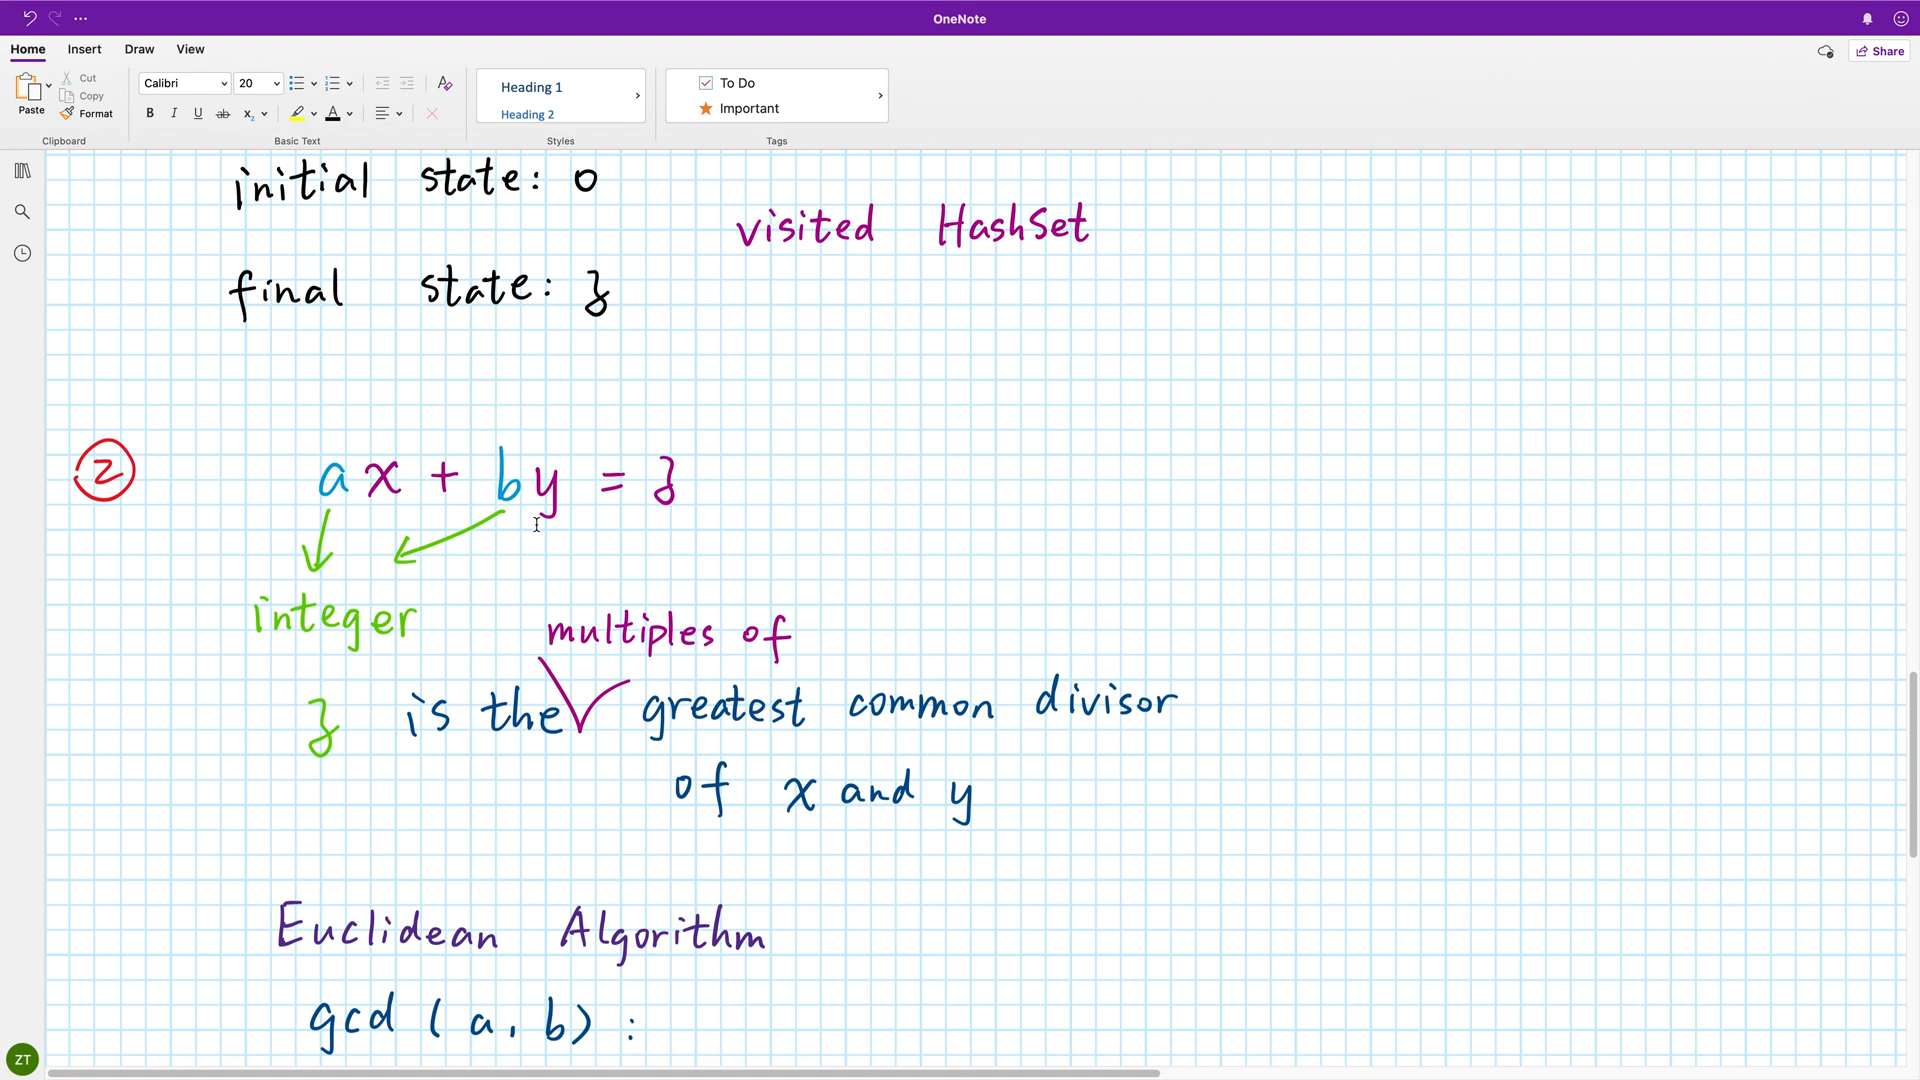 OneNote
Home Insert Draw View
Share
Paste
Cut
Copy
Format
Calibri 20
B I U ab x₂ A
Heading 1
Heading 2
To Do
Important
Clipboard Basic Text Styles Tags
initial state: 0
visited HashSet
final state: z
2
ax + by = z
integer
multiples of
z is the greatest common divisor
of x and y
Euclidean Algorithm
gcd (a, b) :
ZT